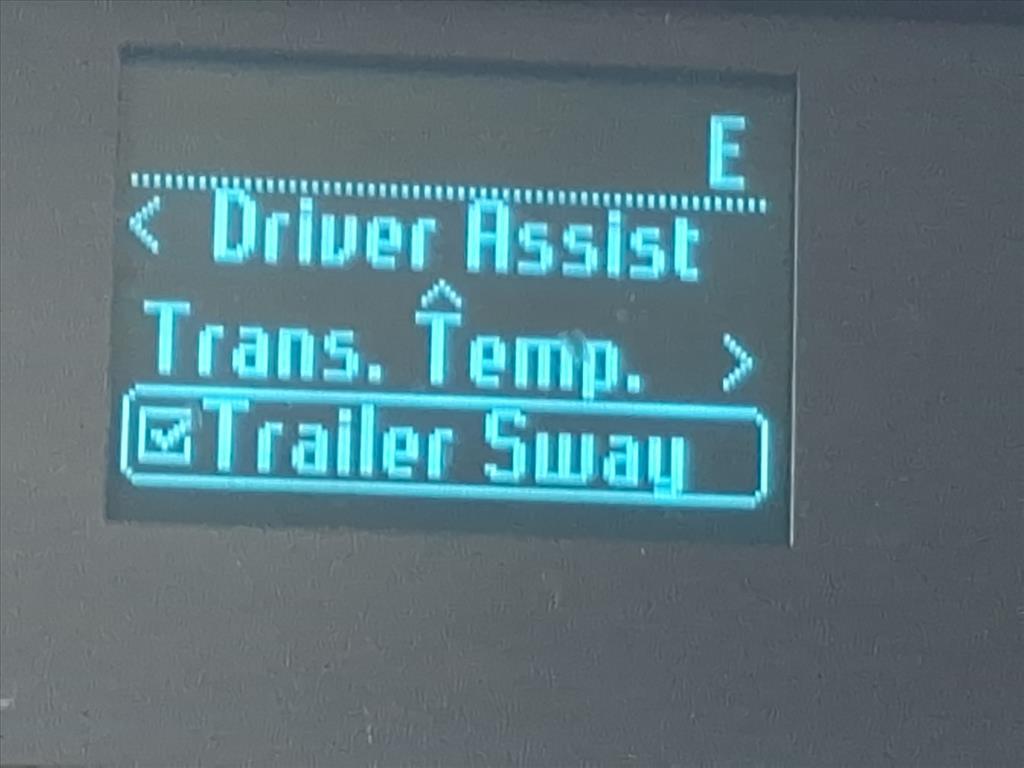 E
< Driver Assist
Trans. Temp. >
Trailer Sway